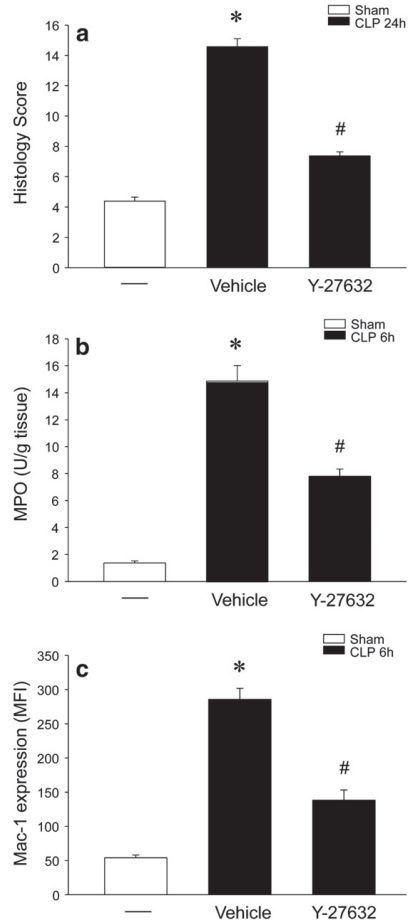 a
Sham
CLP 24h
*
#
Histology Score
16
14
12
10
8
6
4
2
0
— Vehicle Y-27632
b
Sham
CLP 6h
*
#
MPO (U/g tissue)
18
16
14
12
10
8
6
4
2
0
— Vehicle Y-27632
c
Sham
CLP 6h
*
#
Mac-1 expression (MFI)
350
300
250
200
150
100
50
0
— Vehicle Y-27632